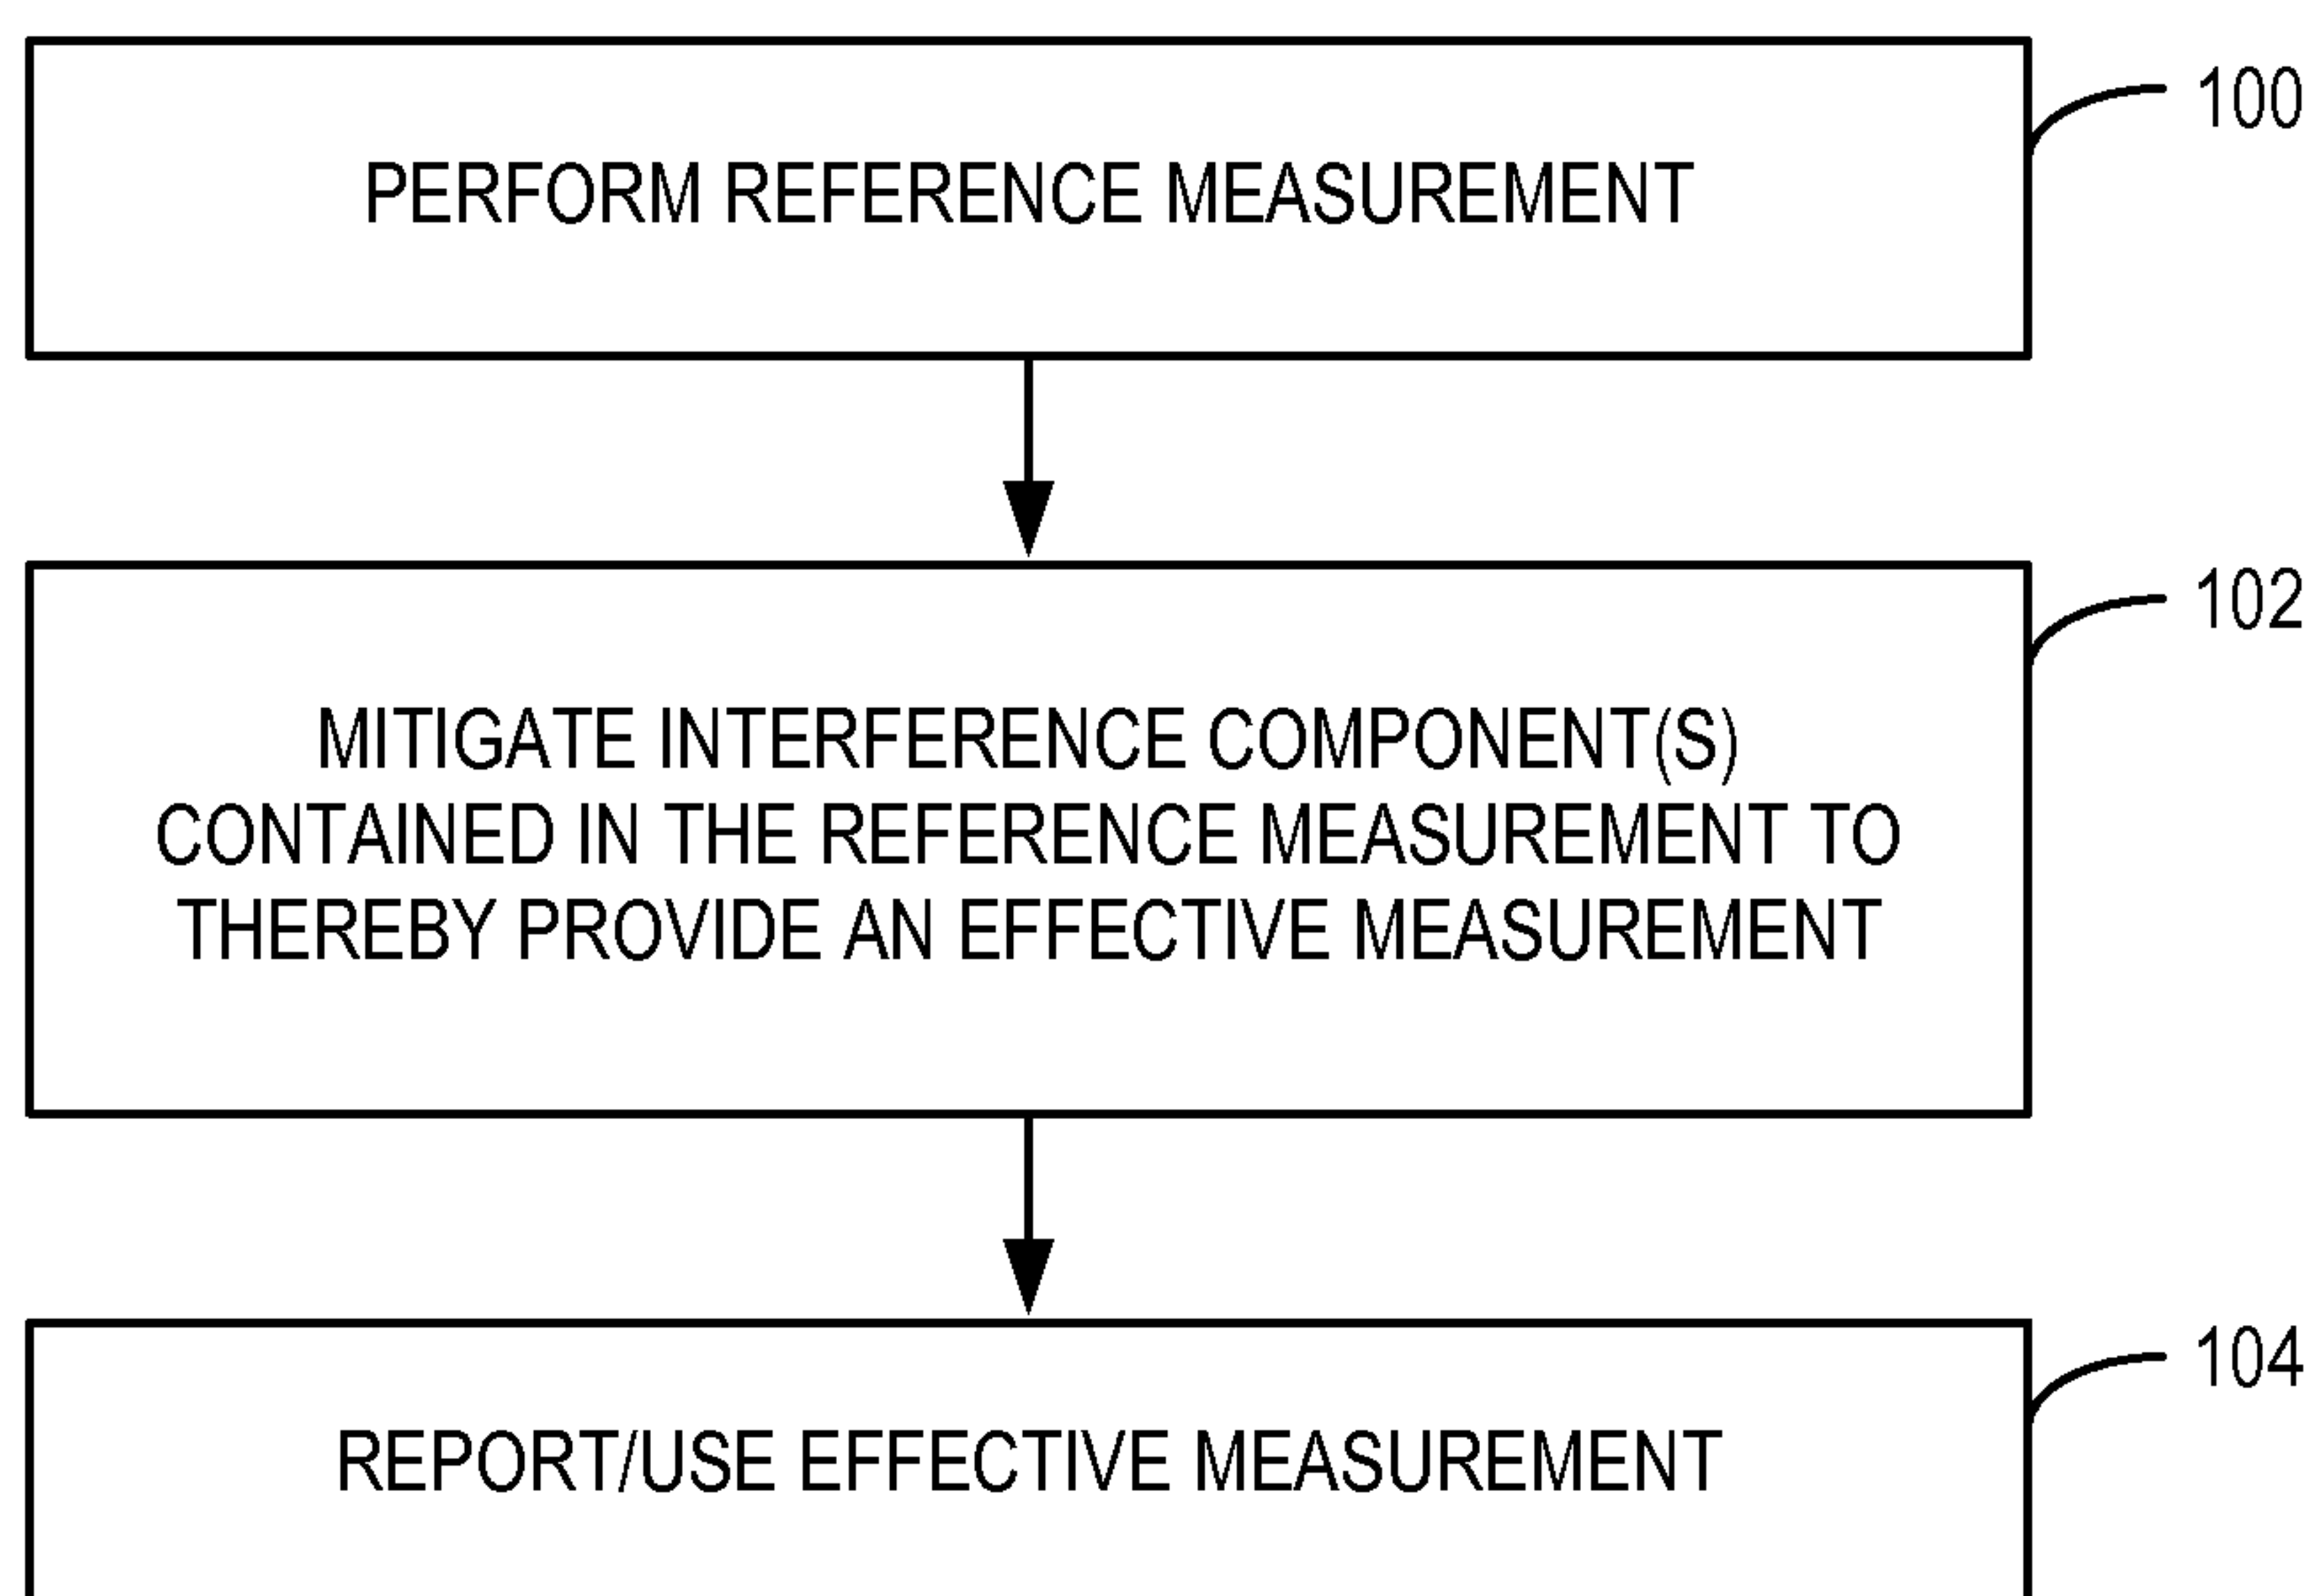 100
PERFORM REFERENCE MEASUREMENT
102
MITIGATE INTERFERENCE COMPONENT(S)
CONTAINED IN THE REFERENCE MEASUREMENT TO
THEREBY PROVIDE AN EFFECTIVE MEASUREMENT
104
REPORT/USE EFFECTIVE MEASUREMENT